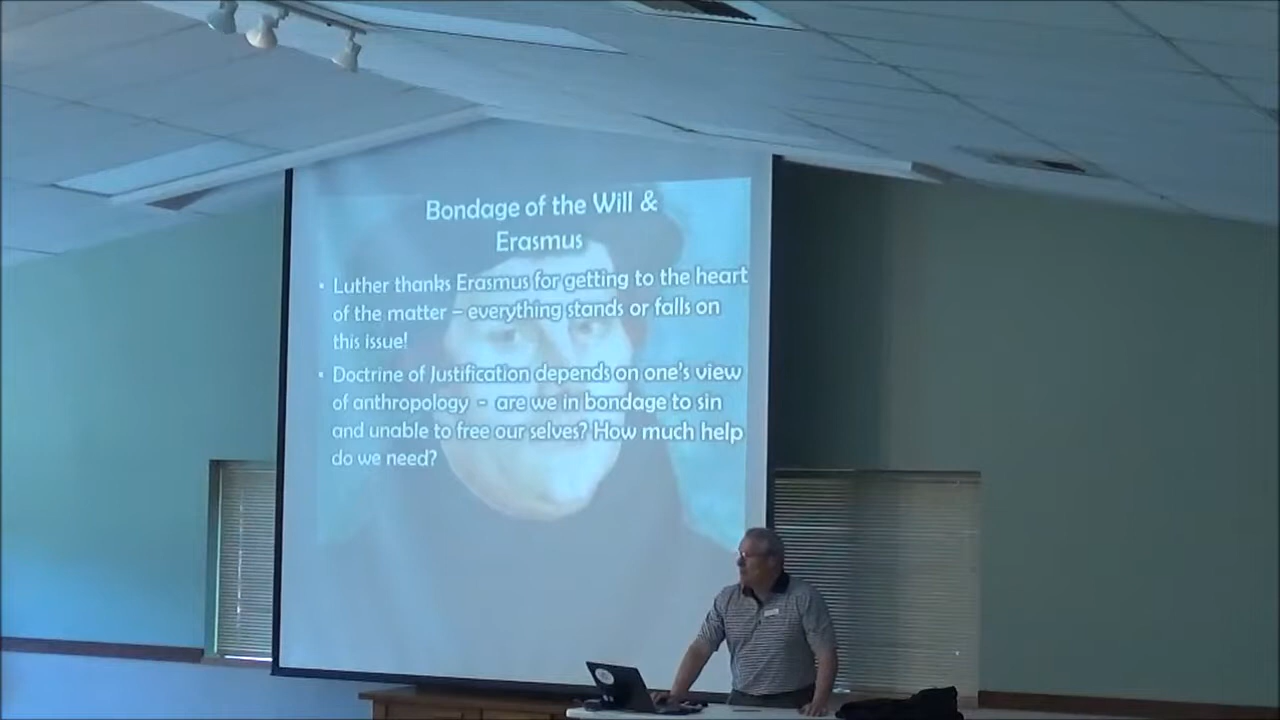 Bondage of the Will &
Erasmus
• Luther thanks Erasmus for getting to the heart
of the matter – everything stands or falls on
this issue!
• Doctrine of Justification depends on one's view
of anthropology - are we in bondage to sin
and unable to free our selves? How much help
do we need?